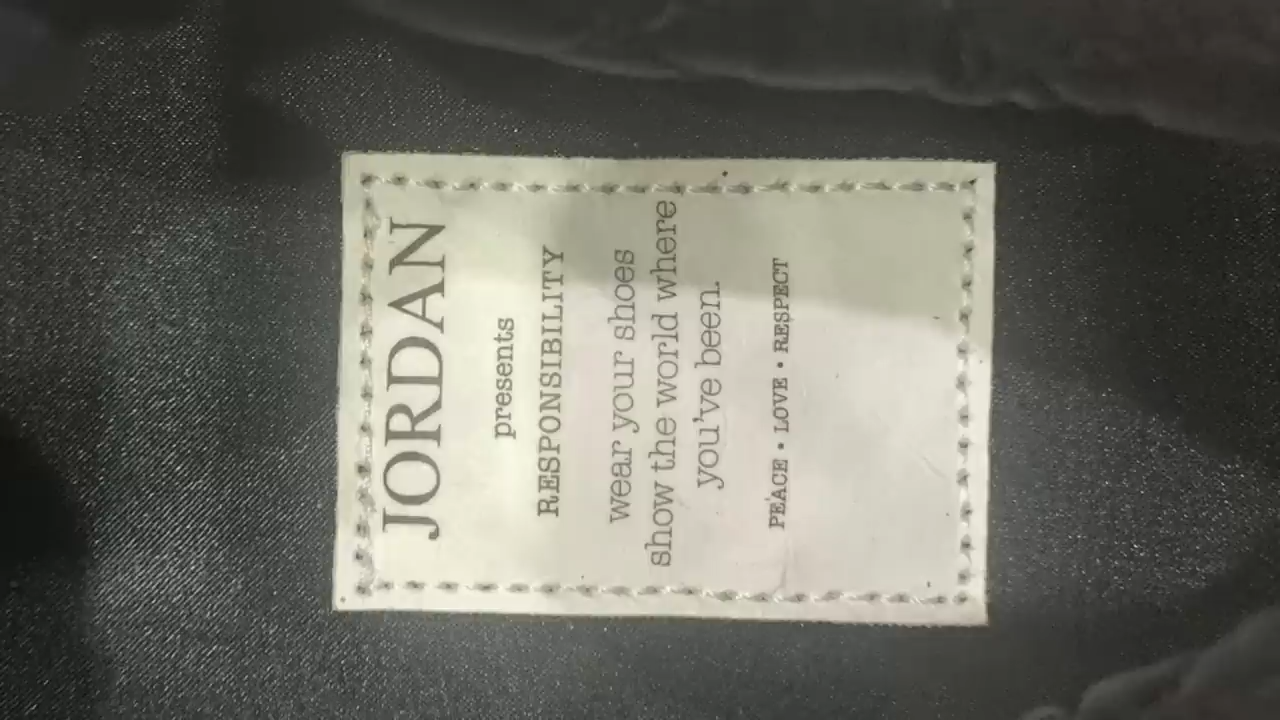 JORDAN
presents
RESPONSIBILITY
wear your shoes
show the world where
you've been.
PEACE • LOVE • RESPECT